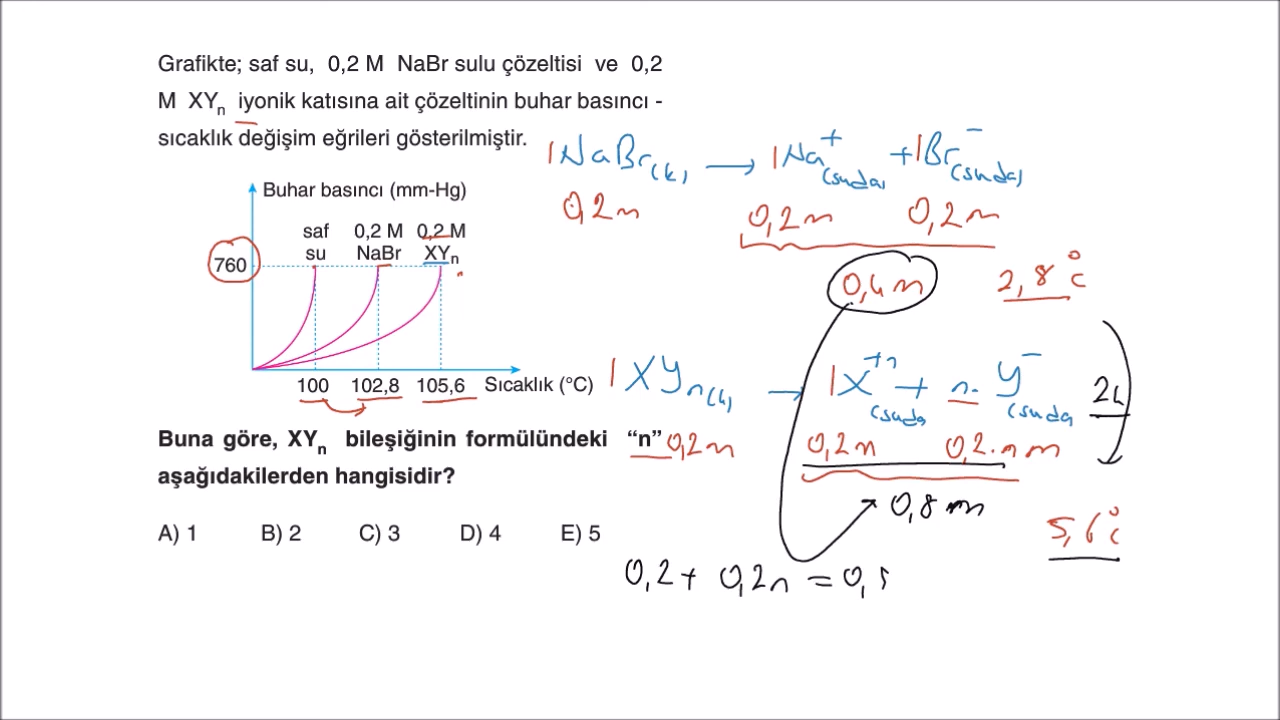 Grafikte; saf su, 0,2 M NaBr sulu çözeltisi ve 0,2
M XYn iyonik katısına ait çözeltinin buhar basıncı -
sıcaklık değişim eğrileri gösterilmiştir.
Buhar basıncı (mm-Hg)
saf 0,2 M 0,2 M
su NaBr XYn
760
100 102,8 105,6 Sıcaklık (°C)
Buna göre, XYn bileşiğinin formülündeki “n”
aşağıdakilerden hangisidir?
A) 1 B) 2 C) 3 D) 4 E) 5
1NaBr(k) → 1Na+(suda) + 1Br-(suda)
0,2m 0,2m 0,2m
0,4m 2,8°C
1XYn(k) → 1X+n(suda) + n. Y-(suda)
0,2m 0,2m 0,2.n m
0,8m
5,6°C
0,2 + 0,2n = 0,